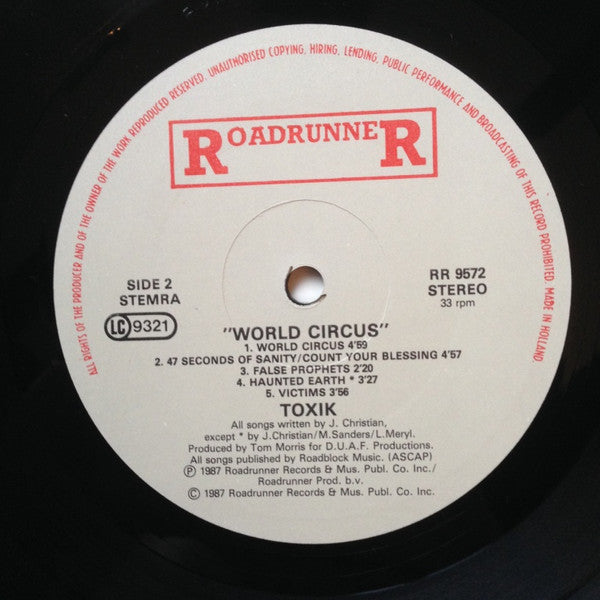 ALL RIGHTS OF THE PRODUCER AND OF THE OWNER OF THE WORK REPRODUCED RESERVED. UNAUTHORISED COPYING, HIRING, LENDING, PUBLIC PERFORMANCE AND BROADCASTING OF THIS RECORD PROHIBITED. MADE IN HOLLAND.
ROADRUNNER
SIDE 2
STEMRA
LC 9321
RR 9572
STEREO
33 rpm
"WORLD CIRCUS"
1. WORLD CIRCUS 4'59
2. 47 SECONDS OF SANITY/COUNT YOUR BLESSING 4'57
3. FALSE PROPHETS 2'20
4. HAUNTED EARTH * 3'27
5. VICTIMS 3'56
TOXIK
All songs written by J. Christian,
except * by J.Christian/M.Sanders/L.Meryl.
Produced by Tom Morris for D.U.A.F. Productions.
All songs published by Roadblock Music. (ASCAP)
Ⓟ 1987 Roadrunner Records & Mus. Publ. Co. Inc./
Roadrunner Prod. b.v.
© 1987 Roadrunner Records & Mus. Publ. Co. Inc.